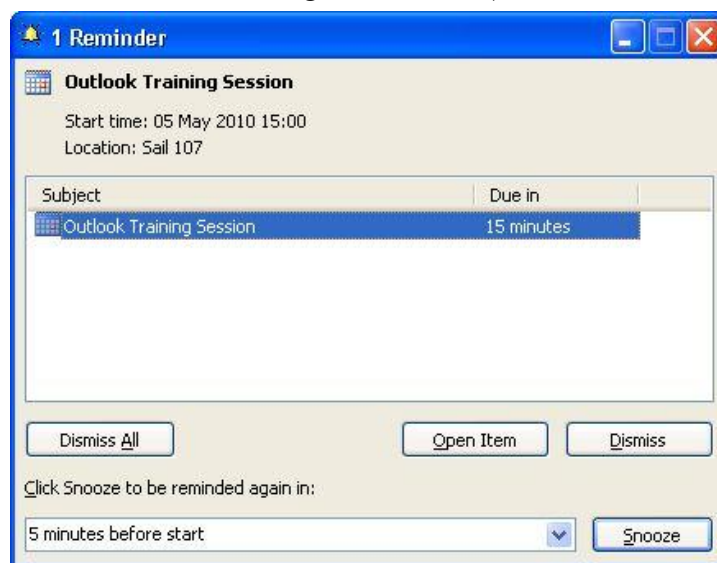 1 Reminder
Outlook Training Session
Start time: 05 May 2010 15:00
Location: Sail 107
Subject Due in
Outlook Training Session 15 minutes
Dismiss All Open Item Dismiss
Click Snooze to be reminded again in:
5 minutes before start Snooze